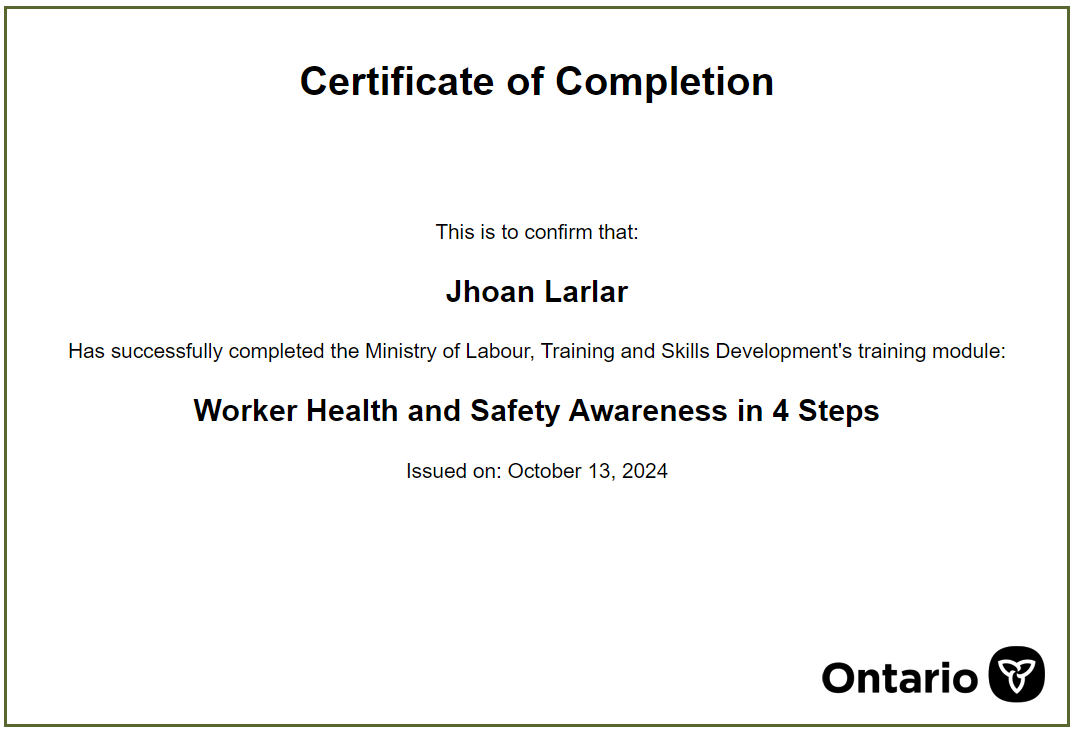 Certificate of Completion
This is to confirm that:
Jhoan Larlar
Has successfully completed the Ministry of Labour, Training and Skills Development's training module:
Worker Health and Safety Awareness in 4 Steps
Issued on: October 13, 2024
Ontario